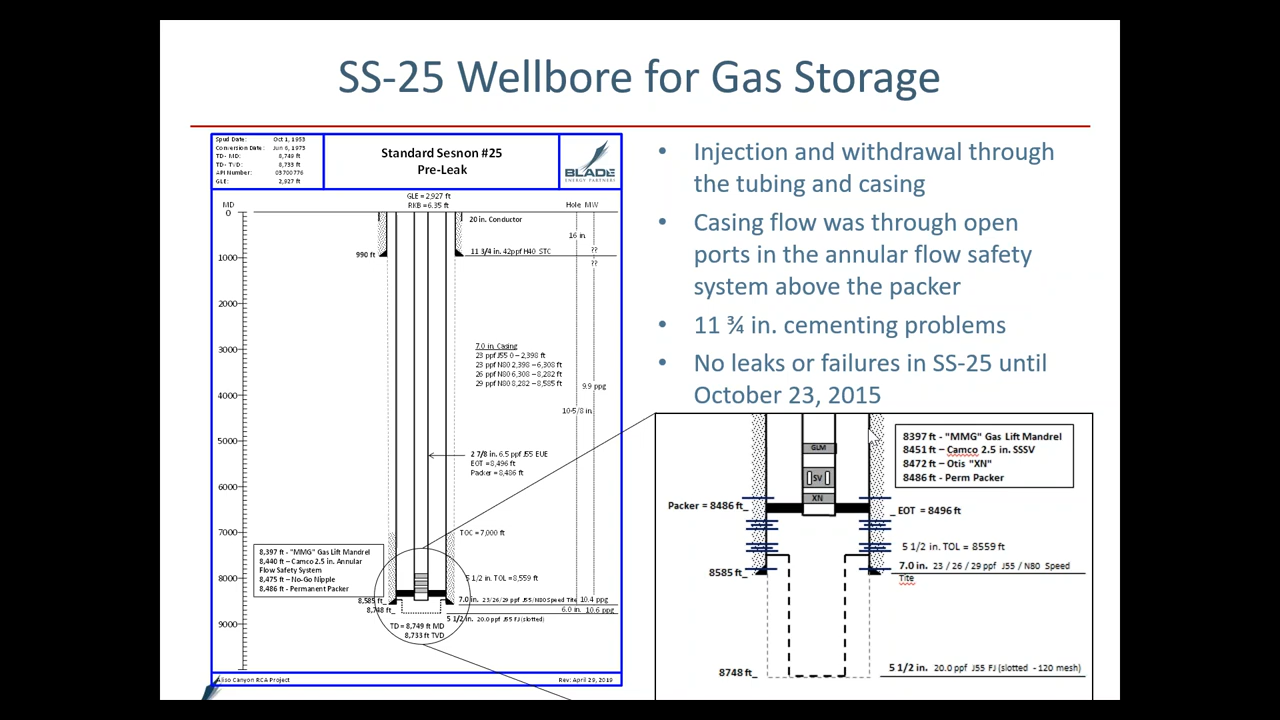 SS-25 Wellbore for Gas Storage
Spud Date: Oct 1, 1953
Conversion Date: Jun 6, 1973
TD - MD: 8,749 ft
TD - TVD: 8,733 ft
API Number: 03700776
GLE: 2,927 ft
Standard Sesnon #25
Pre-Leak
BLADE
ENERGY PARTNERS
GLE = 2,927 ft
RKB = 6.35 ft
MD
Hole MW
0
20 in. Conductor
16 in.
990 ft
11 3/4 in. 42ppf H40 STC
??
??
1000
2000
3000
7.0 in. Casing
23 ppf J55 0 – 2,398 ft
23 ppf N80 2,398 – 6,308 ft
26 ppf N80 6,308 – 8,282 ft
29 ppf N80 8,282 – 8,585 ft
9.9 ppg
4000
10-5/8 in.
5000
2 7/8 in. 6.5 ppf J55 EUE
EOT = 8,496 ft
Packer = 8,486 ft
6000
7000
TOC = 7,000 ft
8,397 ft - "MMG" Gas Lift Mandrel
8,440 ft – Camco 2.5 in. Annular
Flow Safety System
8,475 ft – No-Go Nipple
8,486 ft - Permanent Packer
8000
5 1/2 in. TOL = 8,559 ft
8,585 ft
7.0 in. 23/26/29 ppf J55/N80 Speed Tite 10.4 ppg
8,748 ft
6.0 in. 10.6 ppg
5 1/2 in. 20.0 ppf J55 FJ (slotted)
9000
TD = 8,749 ft MD
8,733 ft TVD
Aliso Canyon RCA Project
Rev: April 29, 2019
• Injection and withdrawal through
the tubing and casing
• Casing flow was through open
ports in the annular flow safety
system above the packer
• 11 ¾ in. cementing problems
• No leaks or failures in SS-25 until
October 23, 2015
GLM
SV
XN
8397 ft - "MMG" Gas Lift Mandrel
8451 ft – Camco 2.5 in. SSSV
8472 ft – Otis "XN"
8486 ft - Perm Packer
Packer = 8486 ft
EOT = 8496 ft
5 1/2 in. TOL = 8559 ft
8585 ft
7.0 in. 23 / 26 / 29 ppf J55 / N80 Speed
Tite
8748 ft
5 1/2 in. 20.0 ppf J55 FJ (slotted - 120 mesh)